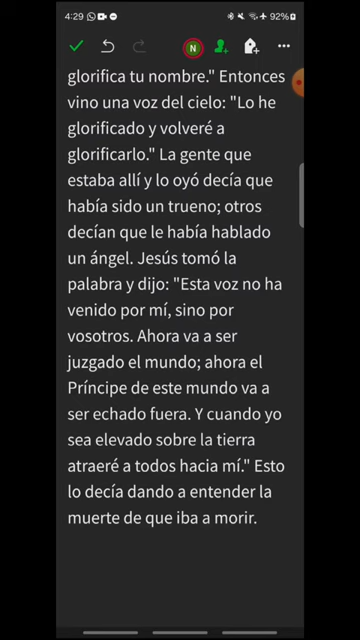 4:29
92%
N
glorifica tu nombre." Entonces
vino una voz del cielo: "Lo he
glorificado y volveré a
glorificarlo." La gente que
estaba allí y lo oyó decía que
había sido un trueno; otros
decían que le había hablado
un ángel. Jesús tomó la
palabra y dijo: "Esta voz no ha
venido por mí, sino por
vosotros. Ahora va a ser
juzgado el mundo; ahora el
Príncipe de este mundo va a
ser echado fuera. Y cuando yo
sea elevado sobre la tierra
atraeré a todos hacia mí." Esto
lo decía dando a entender la
muerte de que iba a morir.